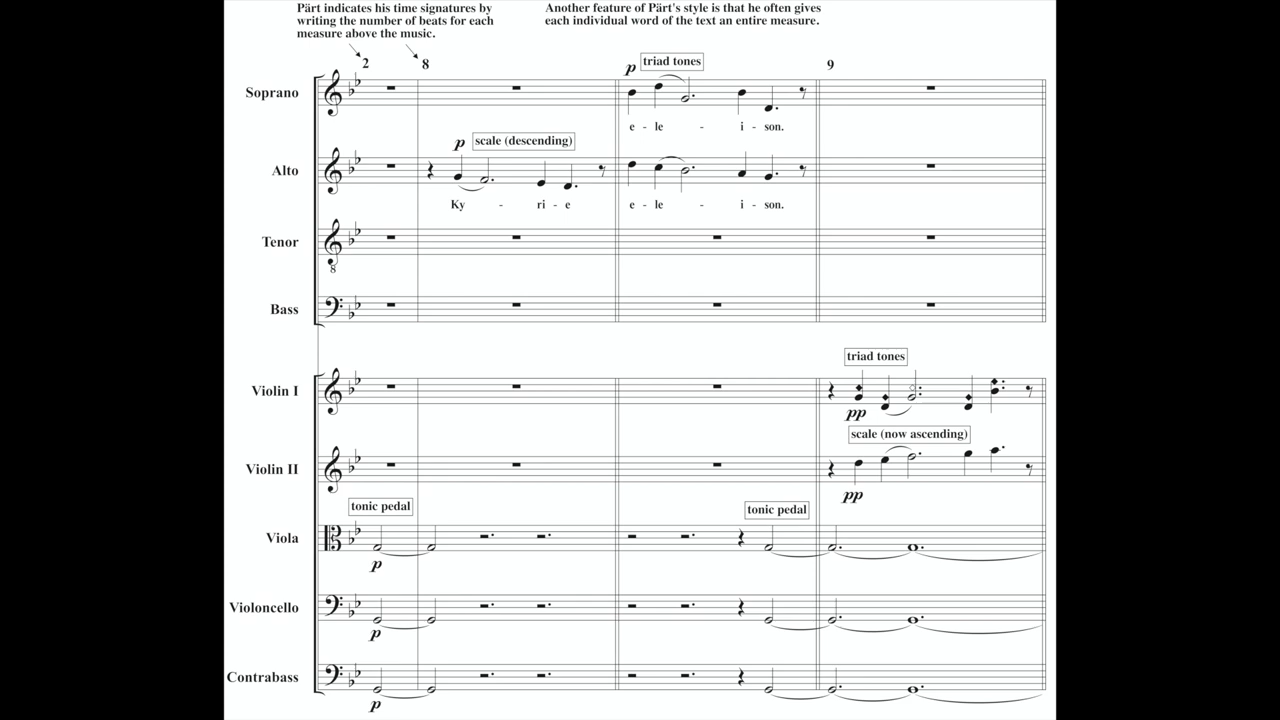 Pärt indicates his time signatures by
writing the number of beats for each
measure above the music.
Another feature of Pärt's style is that he often gives
each individual word of the text an entire measure.
2
8
9
p
triad tones
Soprano
e - le - i - son.
p
scale (descending)
Alto
Ky - ri - e
e - le - i - son.
Tenor
8
Bass
triad tones
Violin I
pp
scale (now ascending)
Violin II
pp
tonic pedal
tonic pedal
Viola
p
Violoncello
p
Contrabass
p